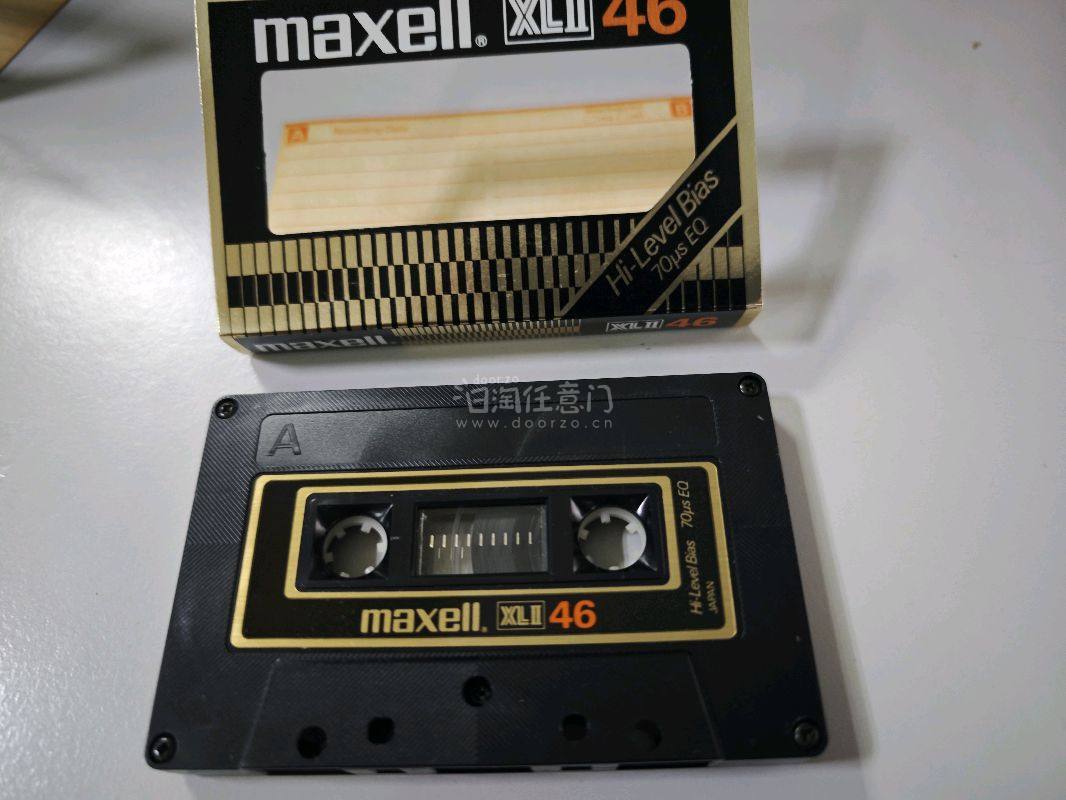 maxell® XLII 46
A
B
Hi-Level Bias
70μs EQ
maxell XLII 46
doorzo
汩淘任意门
www.doorzo.cn
A
Hi-Level Bias 70μs EQ
JAPAN
maxell. XLII 46